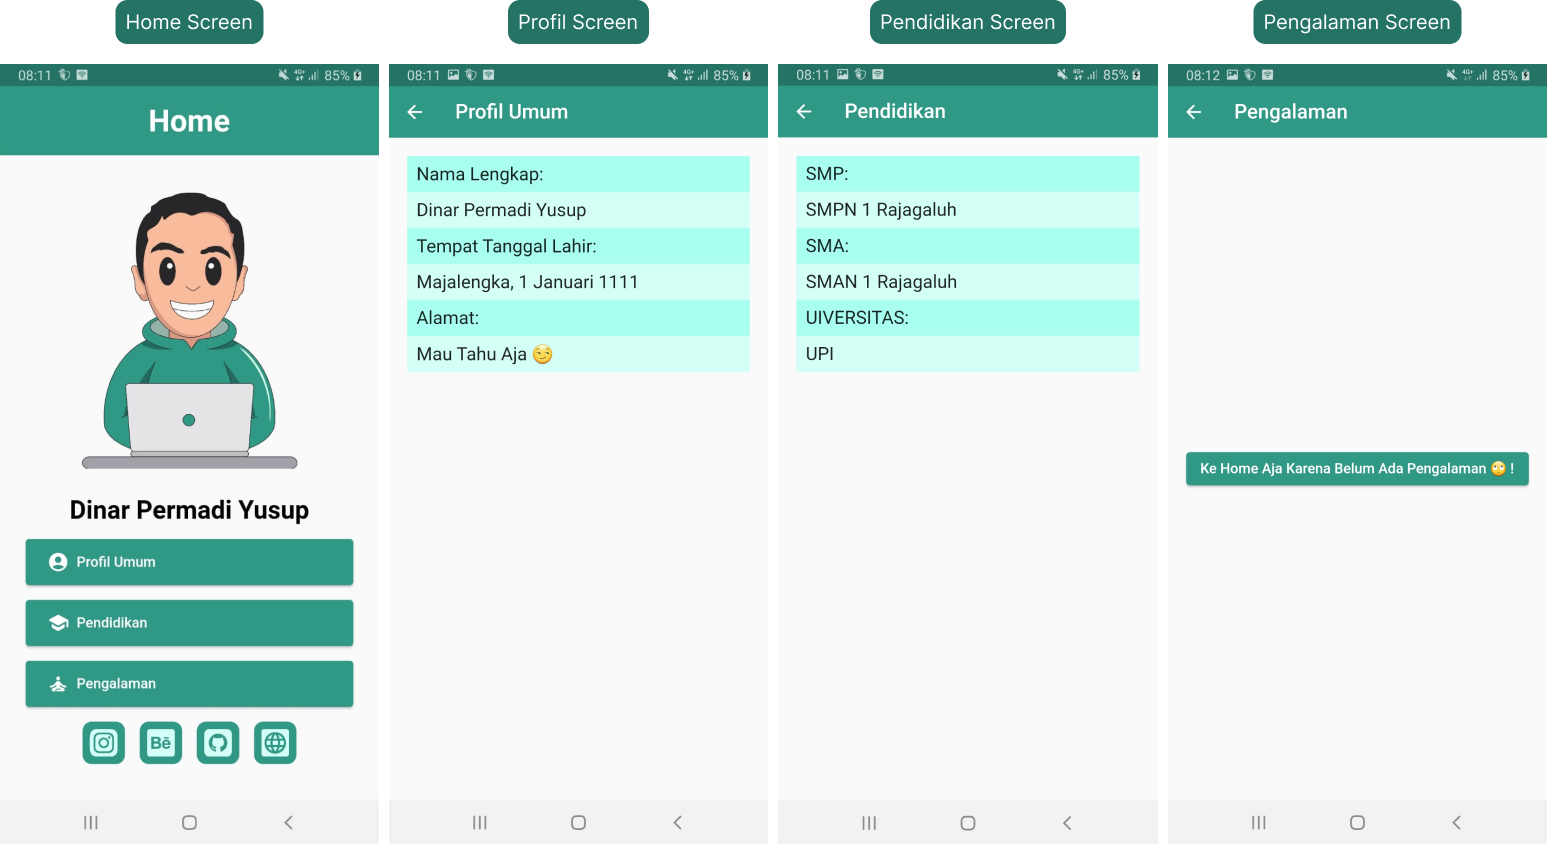 Home Screen
08:11
85%
Home
Dinar Permadi Yusup
Profil Umum
Pendidikan
Pengalaman
Bē
Profil Screen
08:11
85%
Profil Umum
Nama Lengkap:
Dinar Permadi Yusup
Tempat Tanggal Lahir:
Majalengka, 1 Januari 1111
Alamat:
Mau Tahu Aja 😏
Pendidikan Screen
08:11
85%
Pendidikan
SMP:
SMPN 1 Rajagaluh
SMA:
SMAN 1 Rajagaluh
UIVERSITAS:
UPI
Pengalaman Screen
08:12
85%
Pengalaman
Ke Home Aja Karena Belum Ada Pengalaman 🙄 !